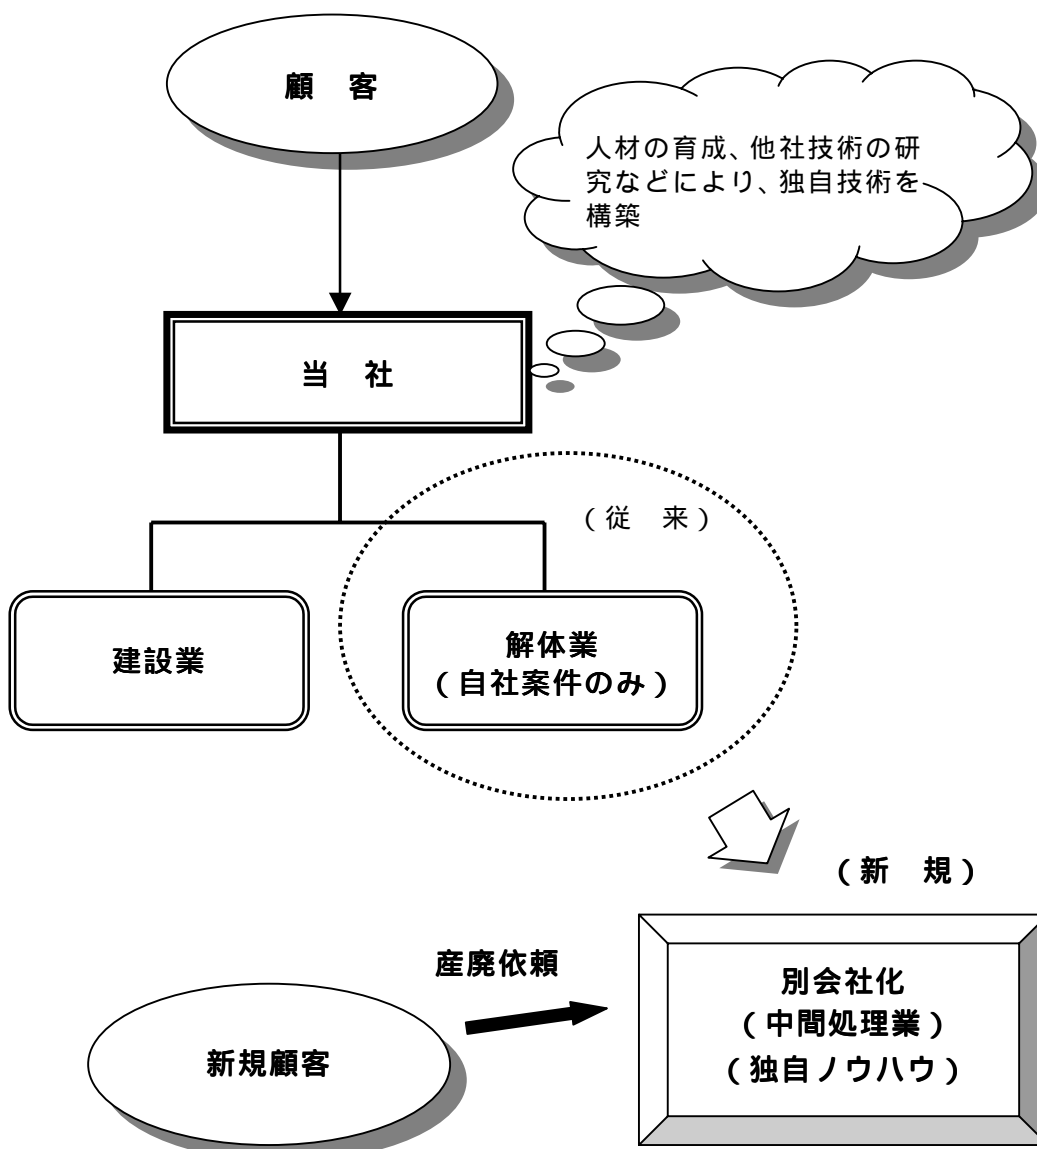 顧　客
人材の育成、他社技術の研
究などにより、独自技術を
構築
当　社
（従　来）
建設業
解体業
（自社案件のみ）
（新　規）
産廃依頼
別会社化
（中間処理業）
（独自ノウハウ）
新規顧客